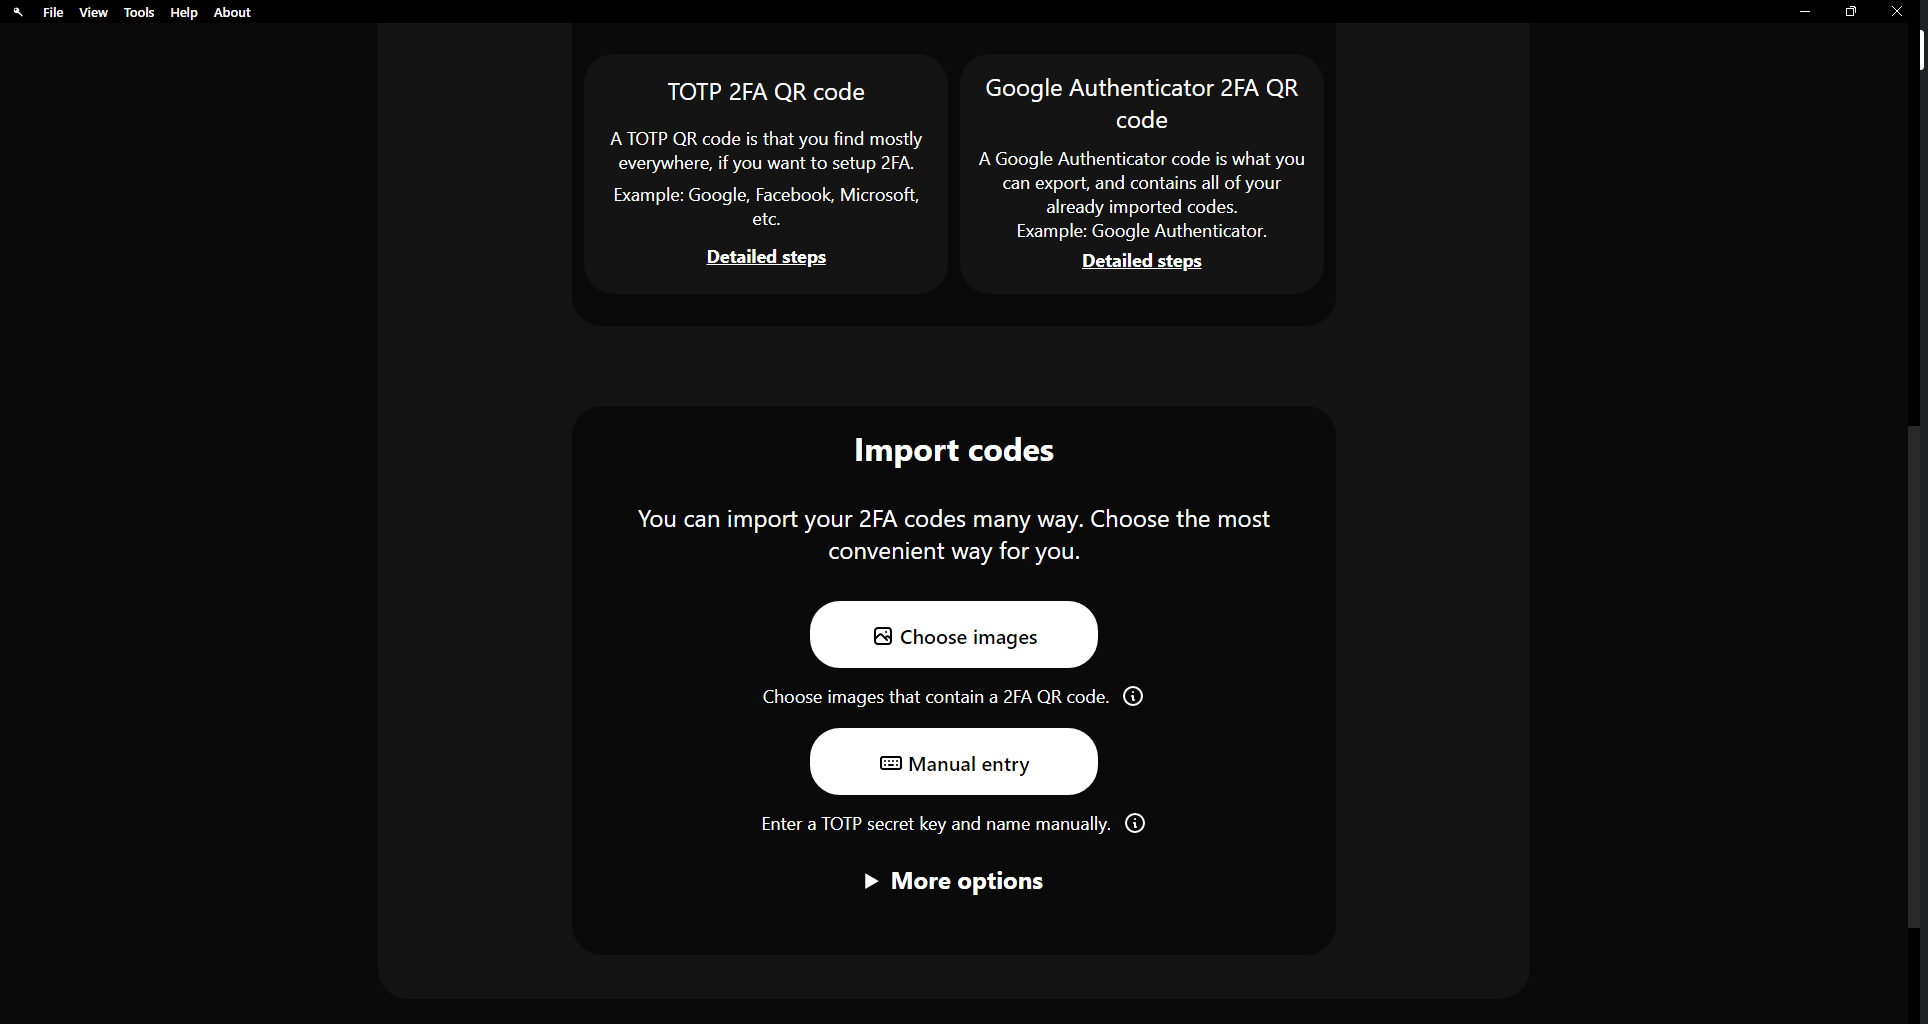 File View Tools Help About
TOTP 2FA QR code
A TOTP QR code is that you find mostly
everywhere, if you want to setup 2FA.
Example: Google, Facebook, Microsoft,
etc.
Detailed steps
Google Authenticator 2FA QR
code
A Google Authenticator code is what you
can export, and contains all of your
already imported codes.
Example: Google Authenticator.
Detailed steps
Import codes
You can import your 2FA codes many way. Choose the most
convenient way for you.
Choose images
Choose images that contain a 2FA QR code.
Manual entry
Enter a TOTP secret key and name manually.
More options